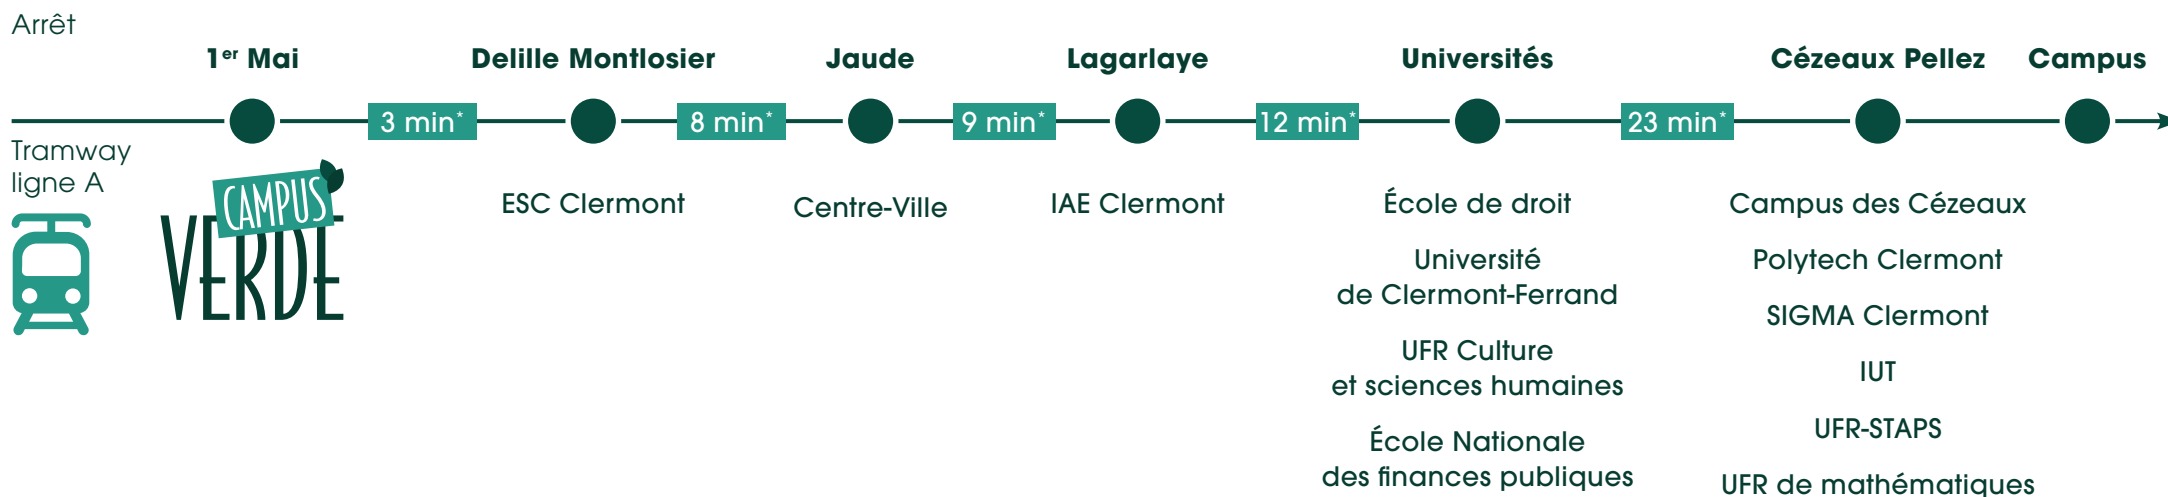 Arrêt
1er Mai
Delille Montlosier
Jaude
Lagarlaye
Universités
Cézeaux Pellez
Campus
3 min*
8 min*
9 min*
12 min*
23 min*
Tramway
ligne A
CAMPUS
VERDE
ESC Clermont
Centre-Ville
IAE Clermont
École de droit
Université
de Clermont-Ferrand
UFR Culture
et sciences humaines
École Nationale
des finances publiques
Campus des Cézeaux
Polytech Clermont
SIGMA Clermont
IUT
UFR-STAPS
UFR de mathématiques